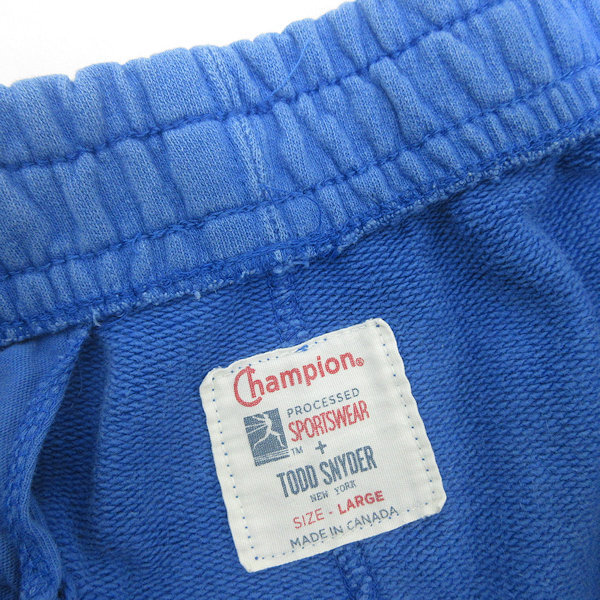 Champion®
PROCESSED
SPORTSWEAR
™ +
TODD SNYDER
NEW YORK
SIZE - LARGE
MADE IN CANADA